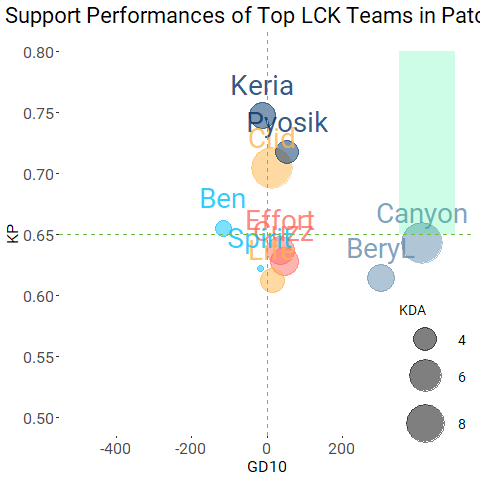 Support Performances of Top LCK Teams in Patc
0.80
Keria
0.75
Pyosik
Clid
0.70
Ben
Canyon
Effort
KP
0.65
Spirit
BeryL
0.60
KDA
4
0.55
6
0.50
8
-400
-200
0
200
GD10